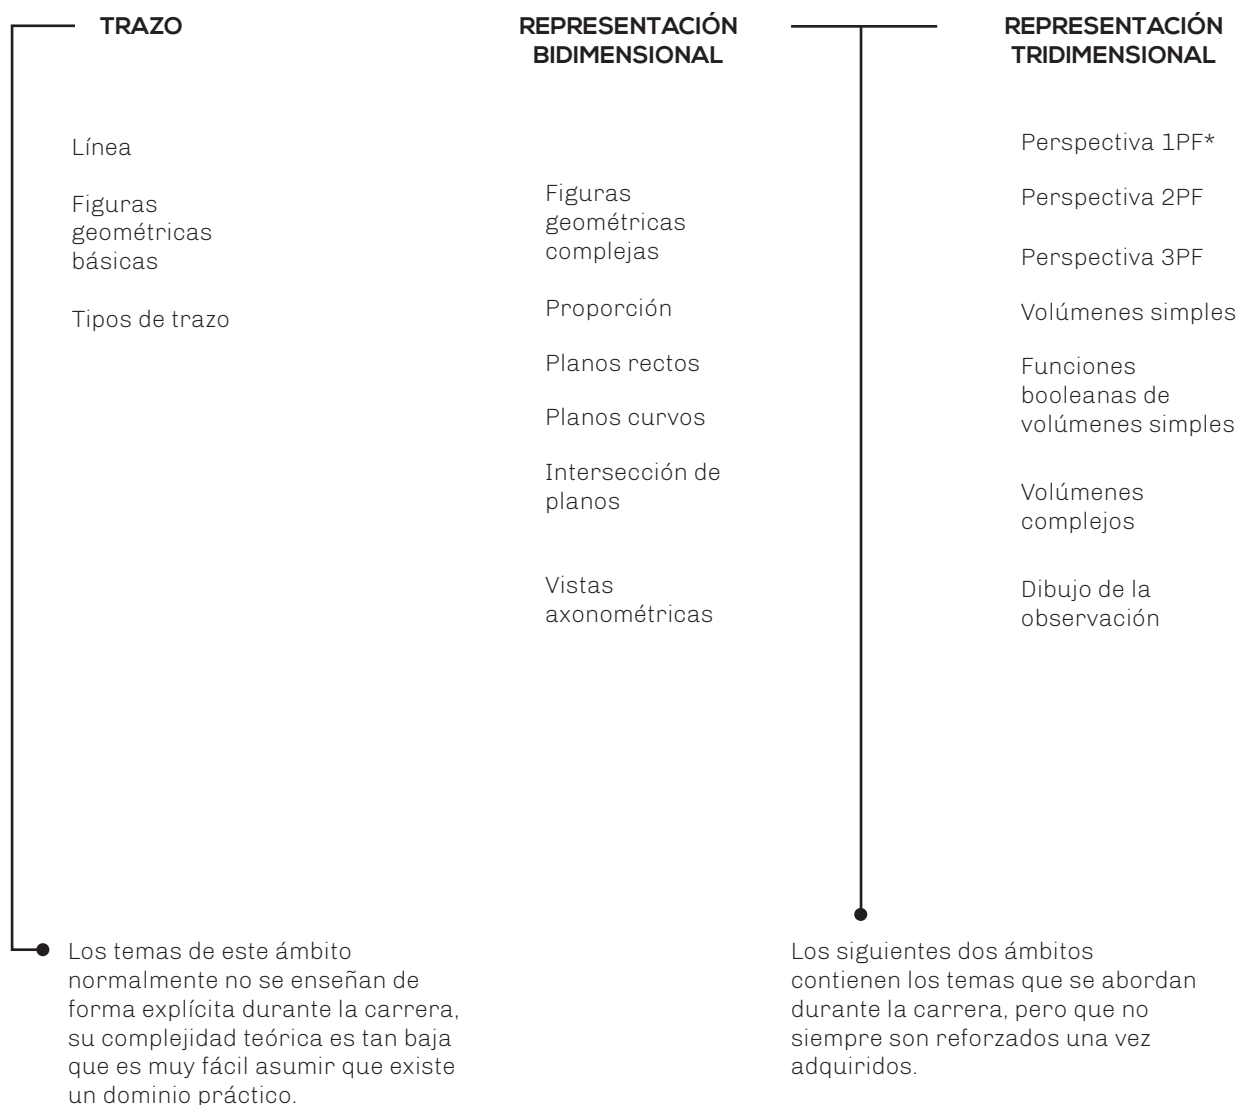 TRAZO
Línea
Figuras
geométricas
básicas
Tipos de trazo
REPRESENTACIÓN
BIDIMENSIONAL
Figuras
geométricas
complejas
Proporción
Planos rectos
Planos curvos
Intersección de
planos
Vistas
axonométricas
REPRESENTACIÓN
TRIDIMENSIONAL
Perspectiva 1PF*
Perspectiva 2PF
Perspectiva 3PF
Volúmenes simples
Funciones
booleanas de
volúmenes simples
Volúmenes
complejos
Dibujo de la
observación
Los temas de este ámbito
normalmente no se enseñan de
forma explícita durante la carrera,
su complejidad teórica es tan baja
que es muy fácil asumir que existe
un dominio práctico.
Los siguientes dos ámbitos
contienen los temas que se abordan
durante la carrera, pero que no
siempre son reforzados una vez
adquiridos.